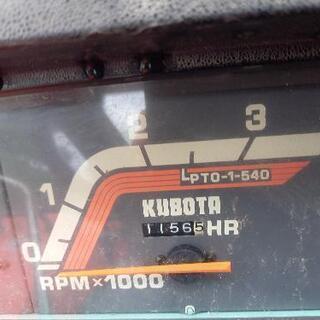 0 1 2 3
PTO-1-540
KUBOTA
11565 HR
RPM×1000